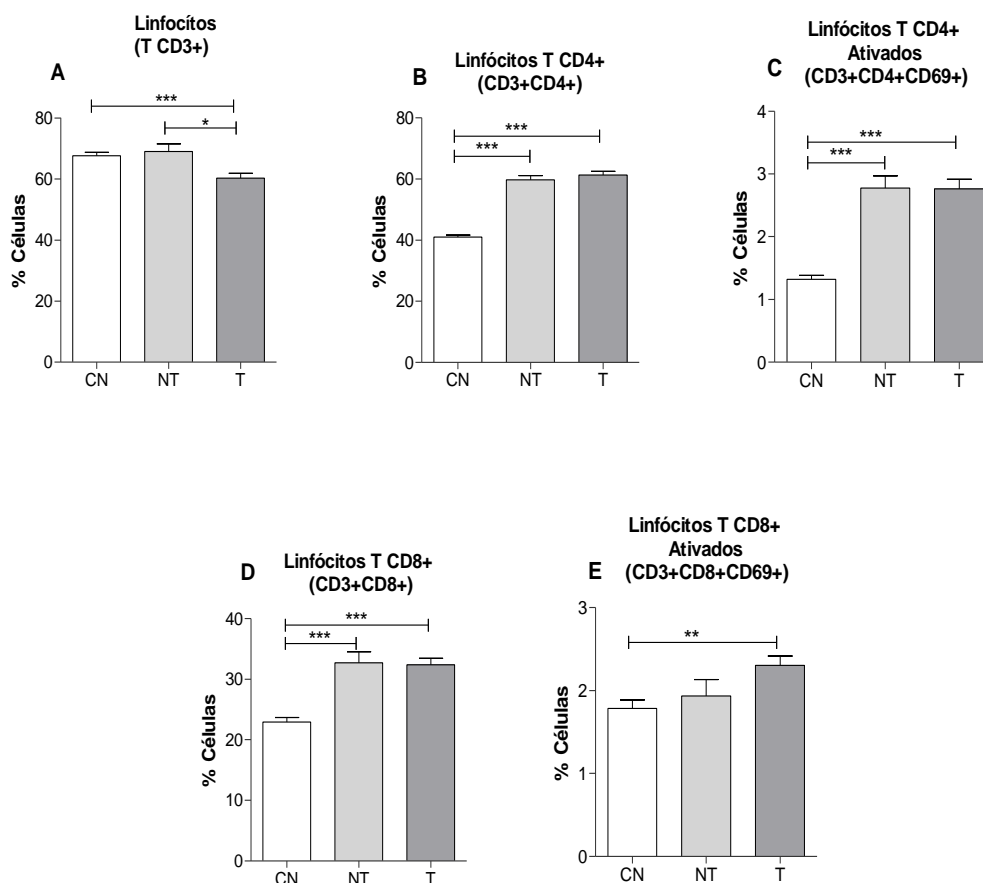 Linfocítos
(T CD3+)
A
***
*
80
60
40
20
0
% Células
CN NT T
Linfócitos T CD4+
(CD3+CD4+)
B
***
***
80
60
40
20
0
% Células
CN NT T
Linfócitos T CD4+
Ativados
(CD3+CD4+CD69+)
C
***
***
4
3
2
1
0
% Células
CN NT T
Linfócitos T CD8+
(CD3+CD8+)
D
***
***
40
30
20
10
0
% Células
CN NT T
Linfócitos T CD8+
Ativados
(CD3+CD8+CD69+)
E
**
3
2
1
0
% Células
CN NT T